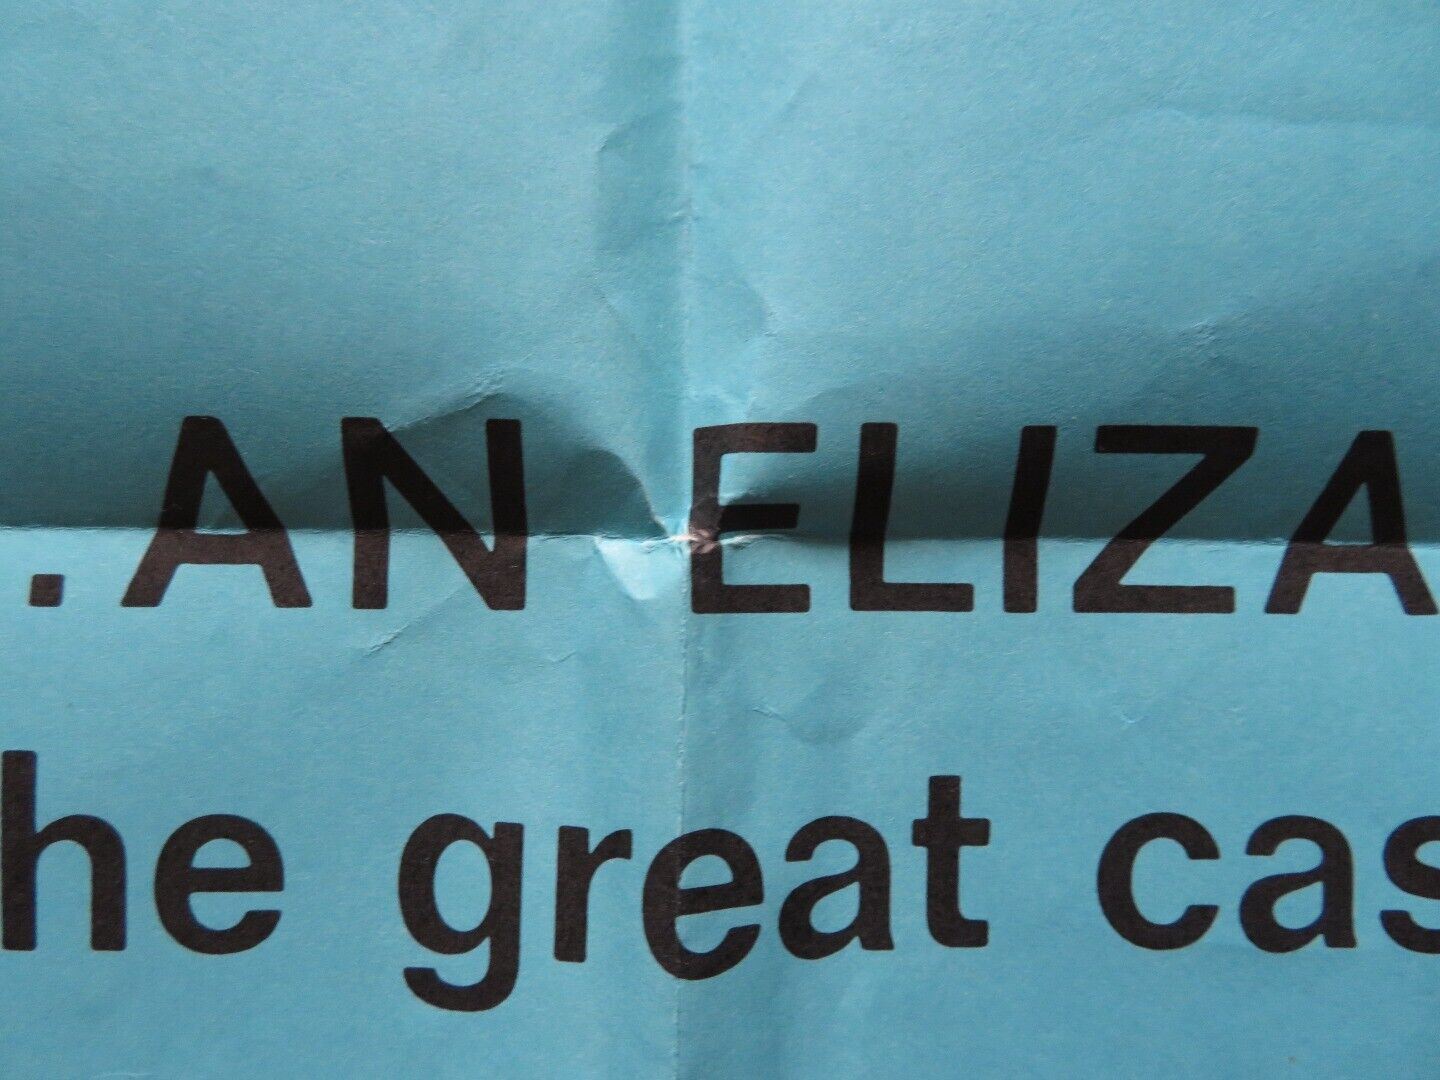 .AN ELIZA
he great cas